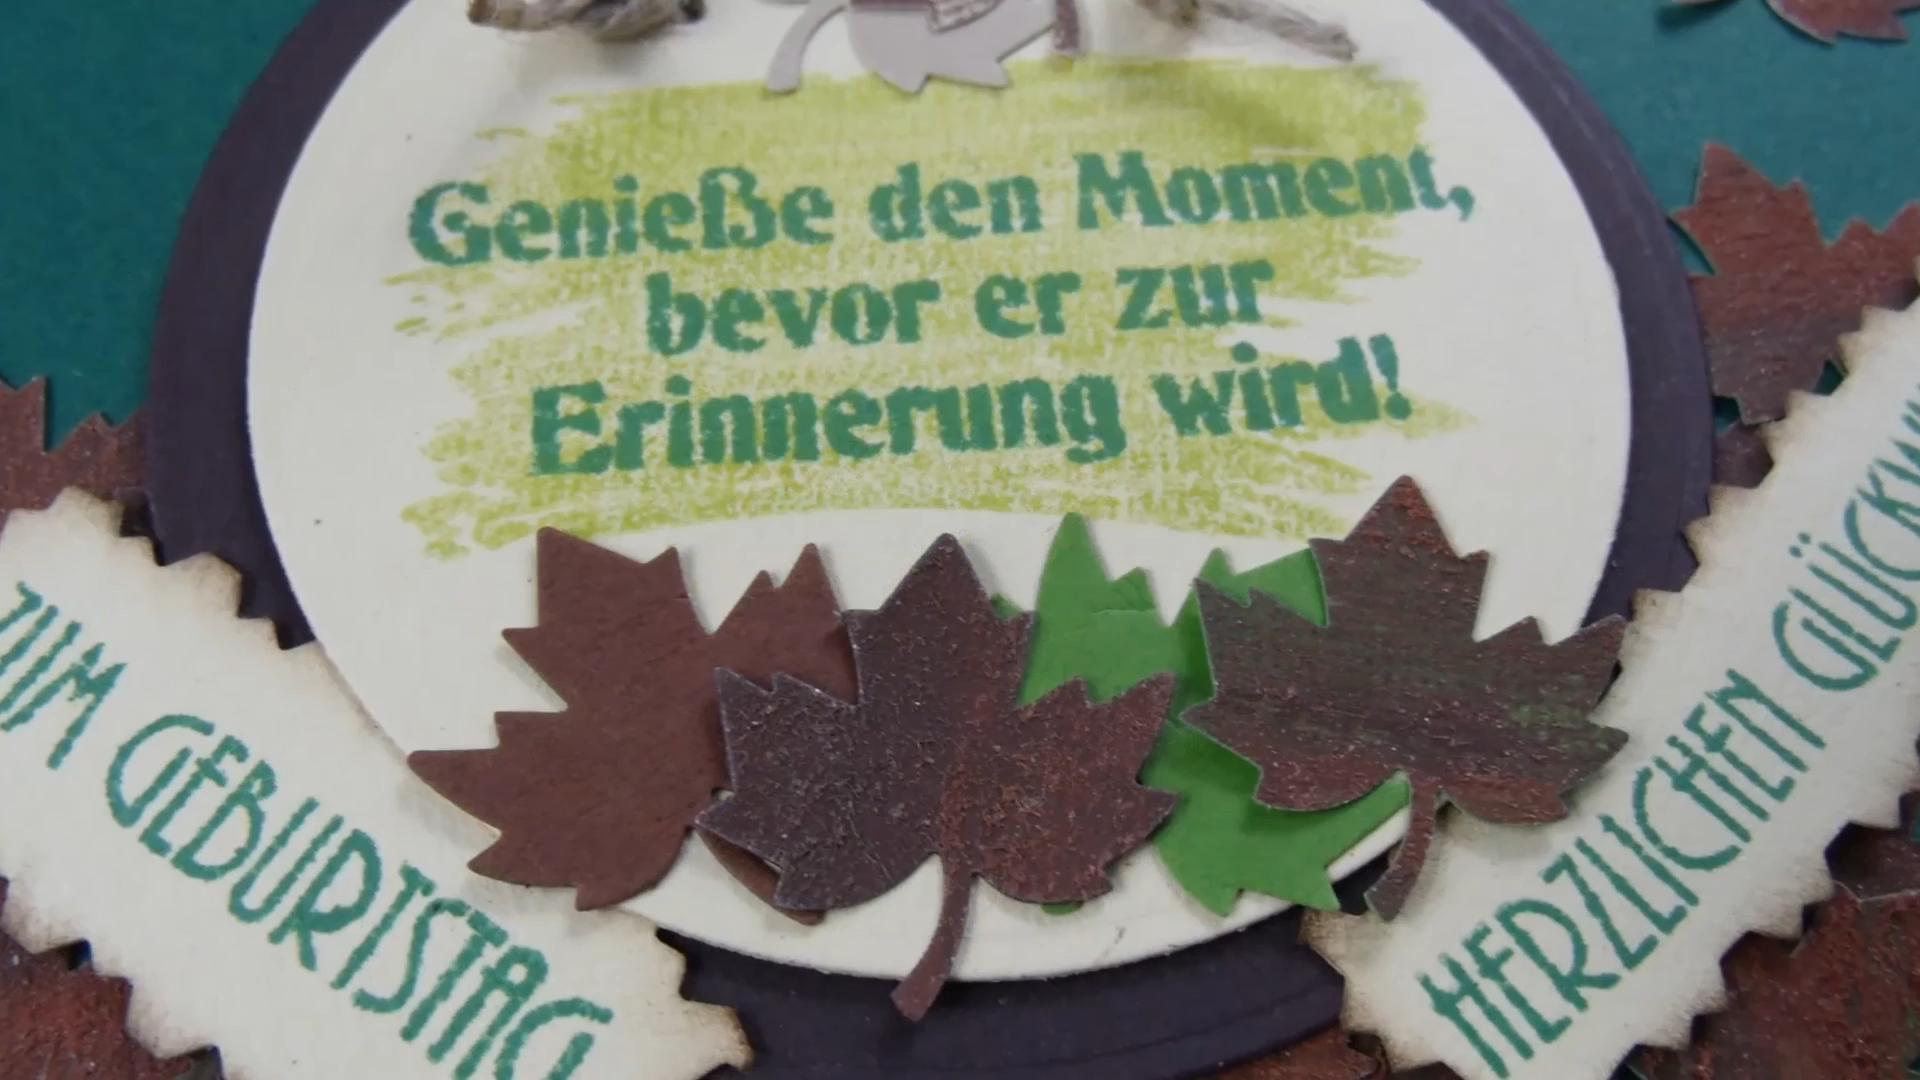 Genieße den Moment,
bevor er zur
Erinnerung wird!
ZUM GEBURTSTAG
HERZLICHEN